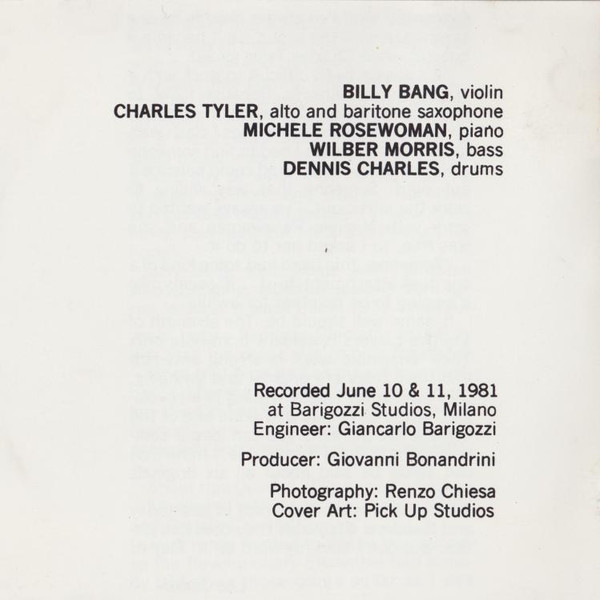 BILLY BANG, violin
CHARLES TYLER, alto and baritone saxophone
MICHELE ROSEWOMAN, piano
WILBER MORRIS, bass
DENNIS CHARLES, drums
Recorded June 10 & 11, 1981
at Barigozzi Studios, Milano
Engineer: Giancarlo Barigozzi
Producer: Giovanni Bonandrini
Photography: Renzo Chiesa
Cover Art: Pick Up Studios